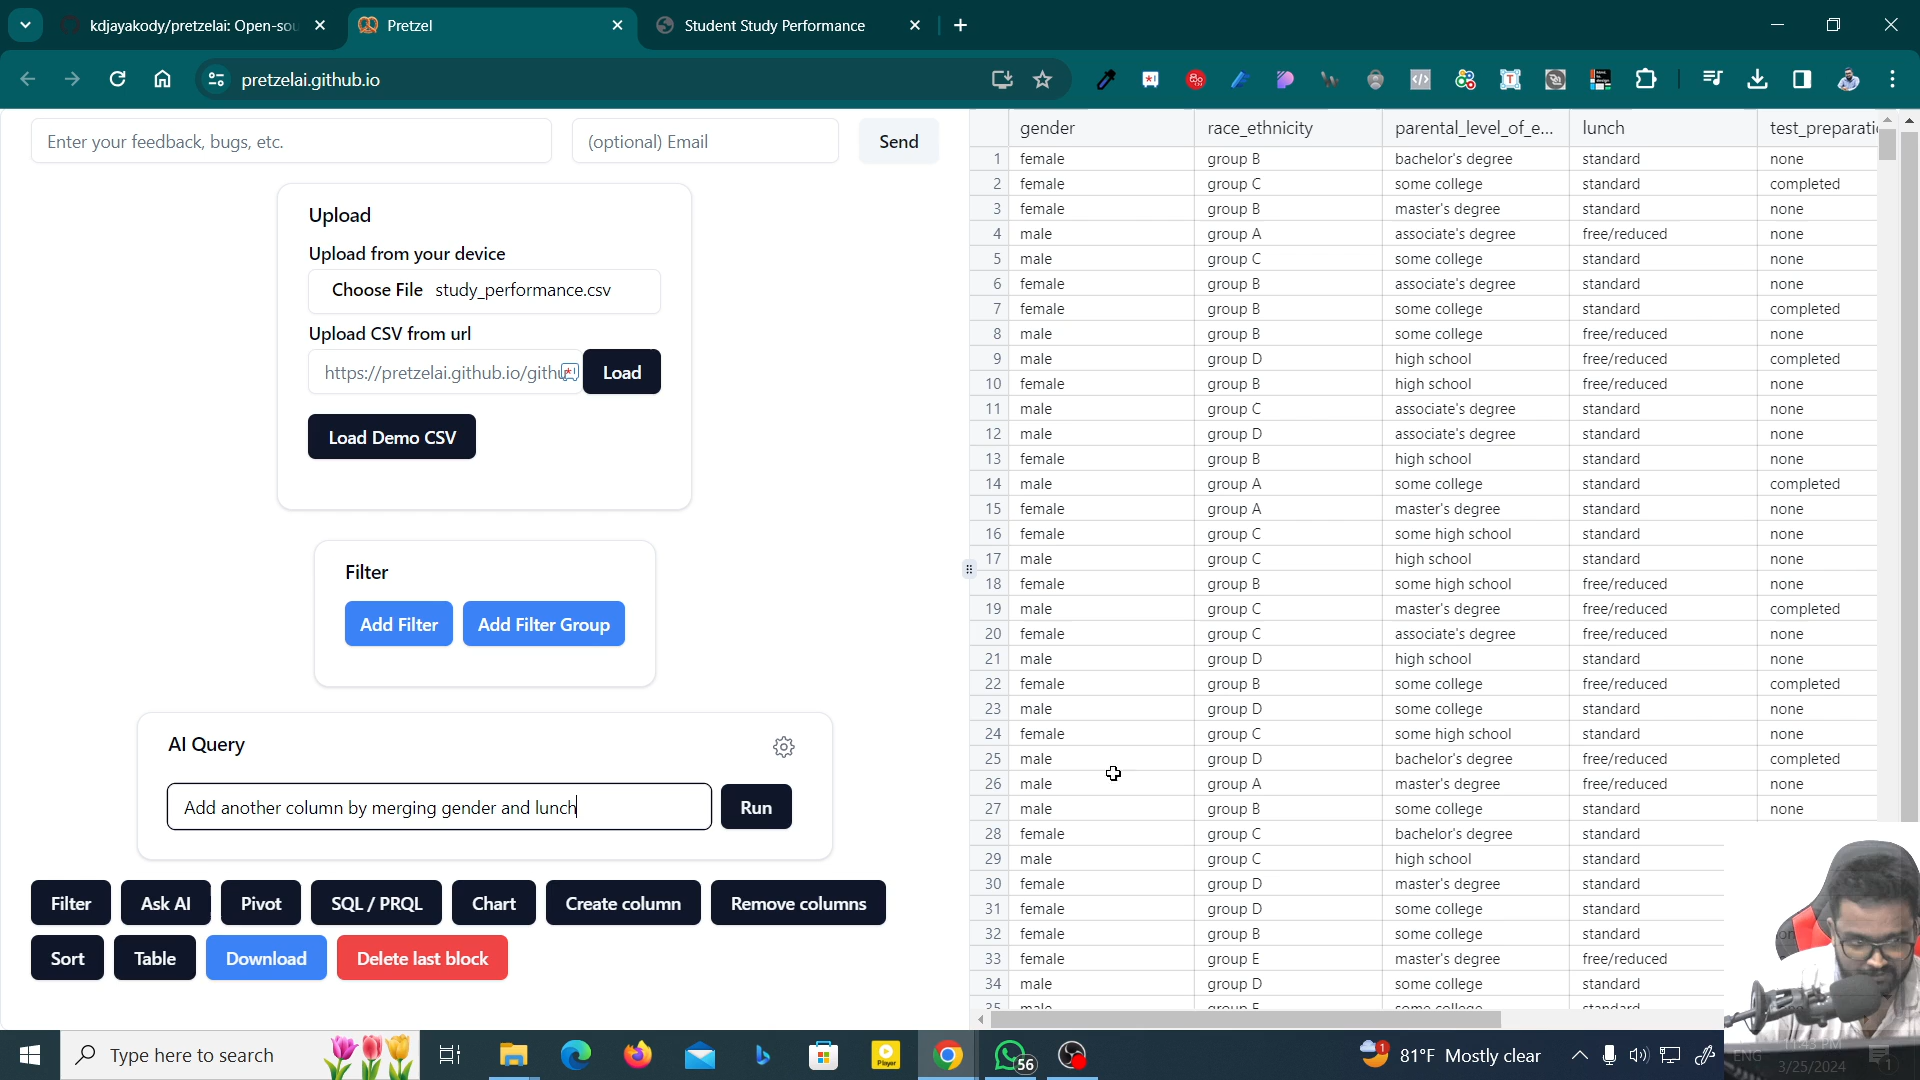 kdjayakody/pretzelai: Open-sou
Pretzel
Student Study Performance
pretzelai.github.io
Enter your feedback, bugs, etc.
(optional) Email
Send
Upload
Upload from your device
Choose File study_performance.csv
Upload CSV from url
https://pretzelai.github.io/githu
Load
Load Demo CSV
Filter
Add Filter
Add Filter Group
AI Query
Add another column by merging gender and lunch
Run
Filter
Ask AI
Pivot
SQL / PRQL
Chart
Create column
Remove columns
Sort
Table
Download
Delete last block
gender race_ethnicity parental_level_of_e... lunch test_preparati
1 female group B bachelor's degree standard none
2 female group C some college standard completed
3 female group B master's degree standard none
4 male group A associate's degree free/reduced none
5 male group C some college standard none
6 female group B associate's degree standard none
7 female group B some college standard completed
8 male group B some college free/reduced none
9 male group D high school free/reduced completed
10 female group B high school free/reduced none
11 male group C associate's degree standard none
12 male group D associate's degree standard none
13 female group B high school standard none
14 male group A some college standard completed
15 female group A master's degree standard none
16 female group C some high school standard none
17 male group C high school standard none
18 female group B some high school free/reduced none
19 male group C master's degree free/reduced completed
20 female group C associate's degree free/reduced none
21 male group D high school standard none
22 female group B some college free/reduced completed
23 male group D some college standard none
24 female group C some high school standard none
25 male group D bachelor's degree free/reduced completed
26 male group A master's degree free/reduced none
27 male group B some college standard none
28 female group C bachelor's degree standard
29 male group C high school standard
30 female group D master's degree standard
31 female group D some college standard
32 female group B some college standard
33 female group E master's degree free/reduced
34 male group D some college standard
35 male group E some college standard
Type here to search
56
81°F Mostly clear
ENG
11:43 PM
3/25/2024